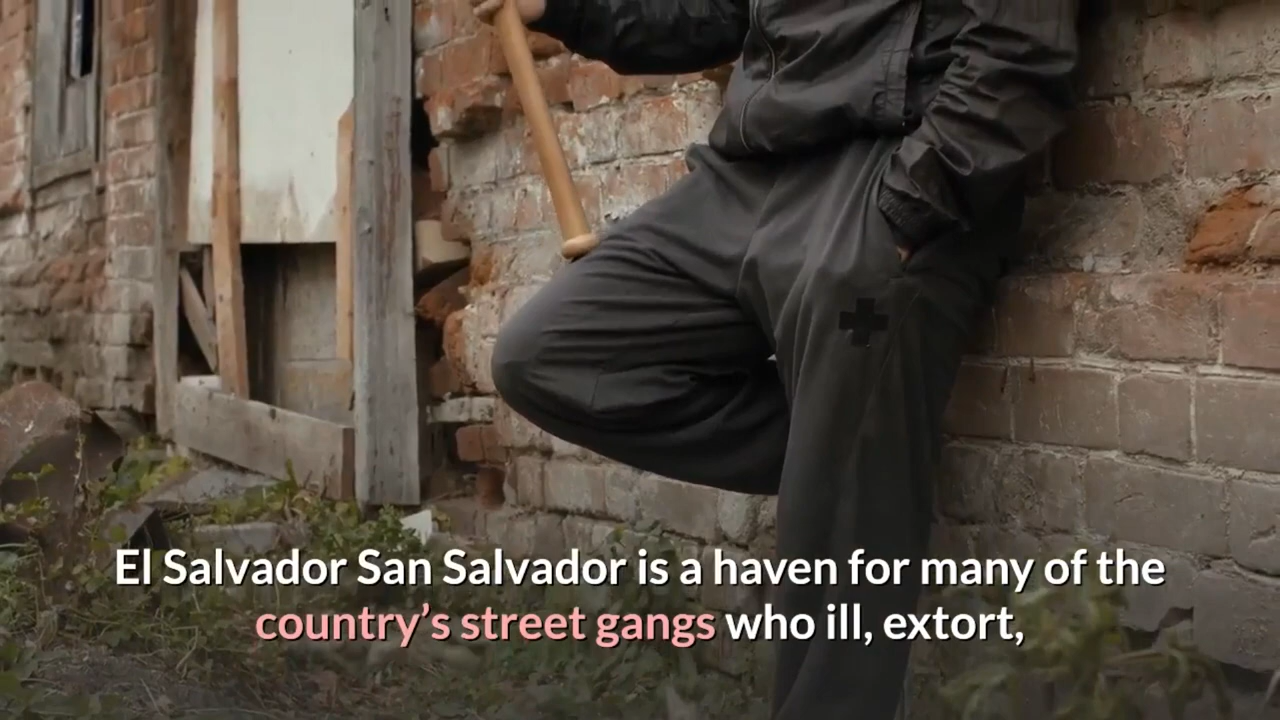 El Salvador San Salvador is a haven for many of the
country’s street gangs who ill, extort,